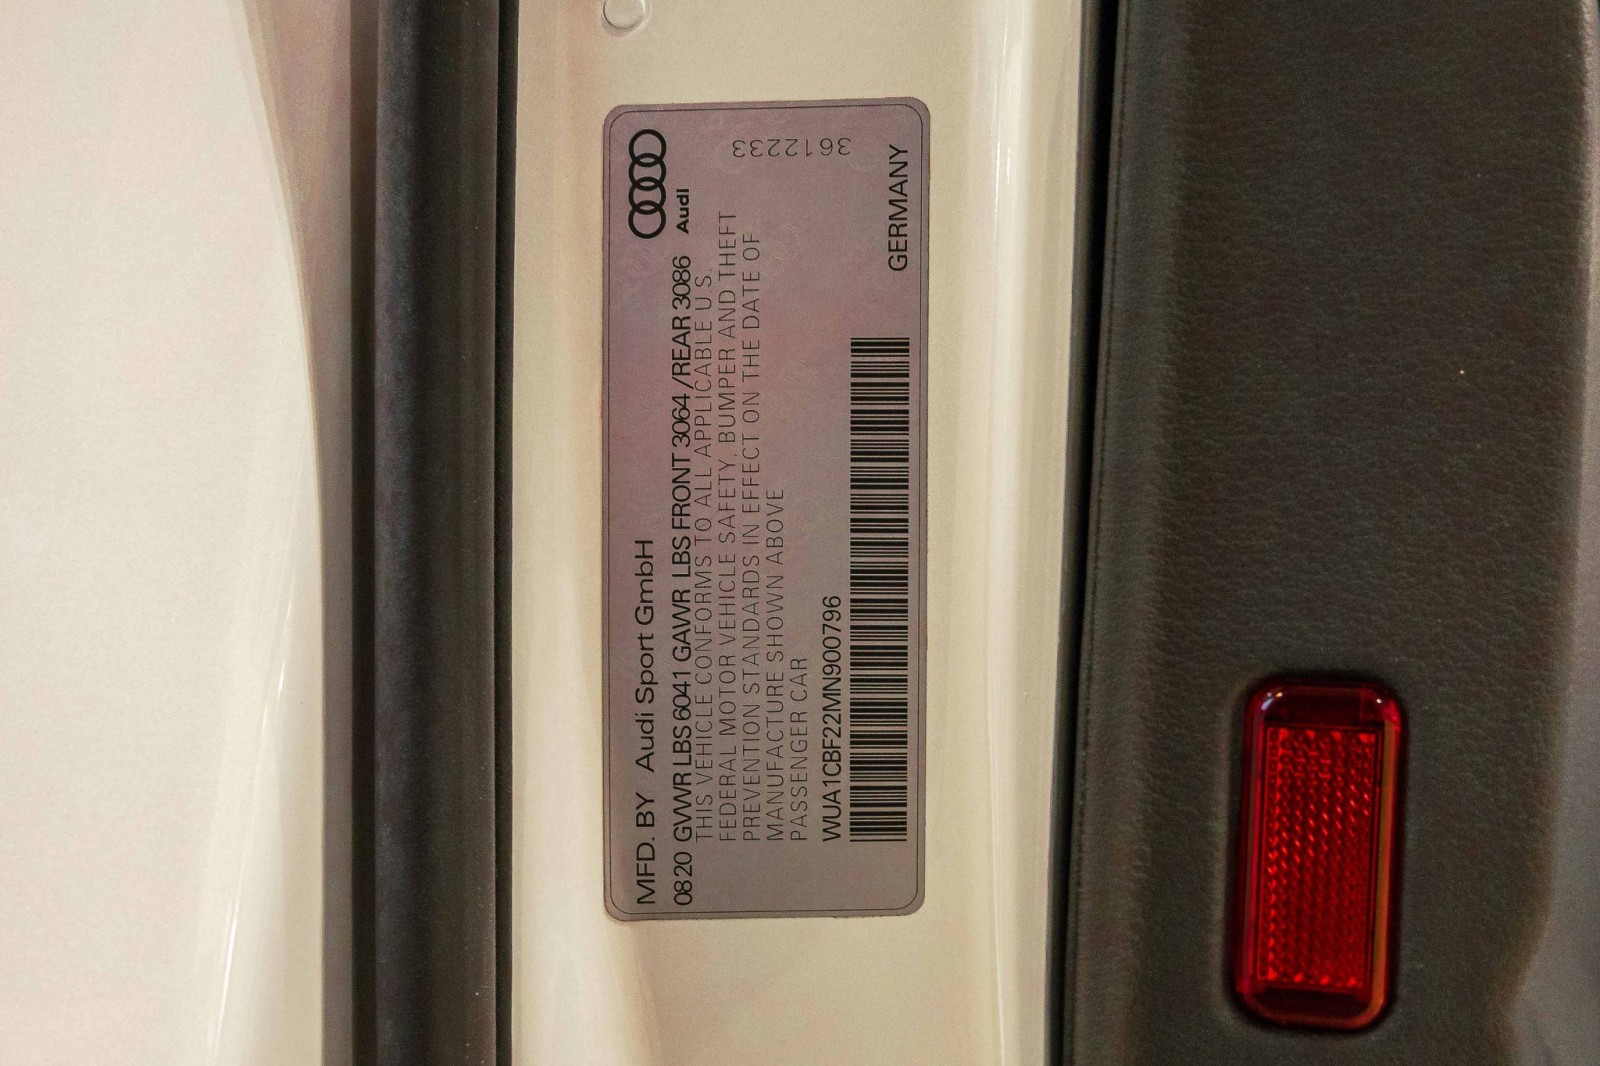 MFD. BY Audi Sport GmbH
0820 GVWR LBS 6041 GAWR LBS FRONT 3064 /REAR 3086
Audi
THIS VEHICLE CONFORMS TO ALL APPLICABLE U S.
FEDERAL MOTOR VEHICLE SAFETY, BUMPER AND THEFT
PREVENTION STANDARDS IN EFFECT ON THE DATE OF
MANUFACTURE SHOWN ABOVE
PASSENGER CAR
WUA1CBF22MN900796
GERMANY
3612233